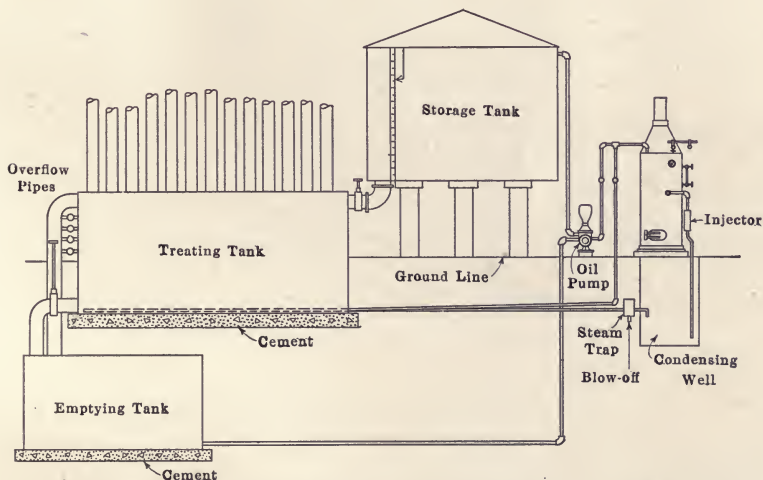 Storage Tank
Overflow
Pipes
Injector
Treating Tank
Oil
Pump
Ground Line
Cement
Steam
Trap
Condensing
Well
Blow-off
Emptying Tank
Cement